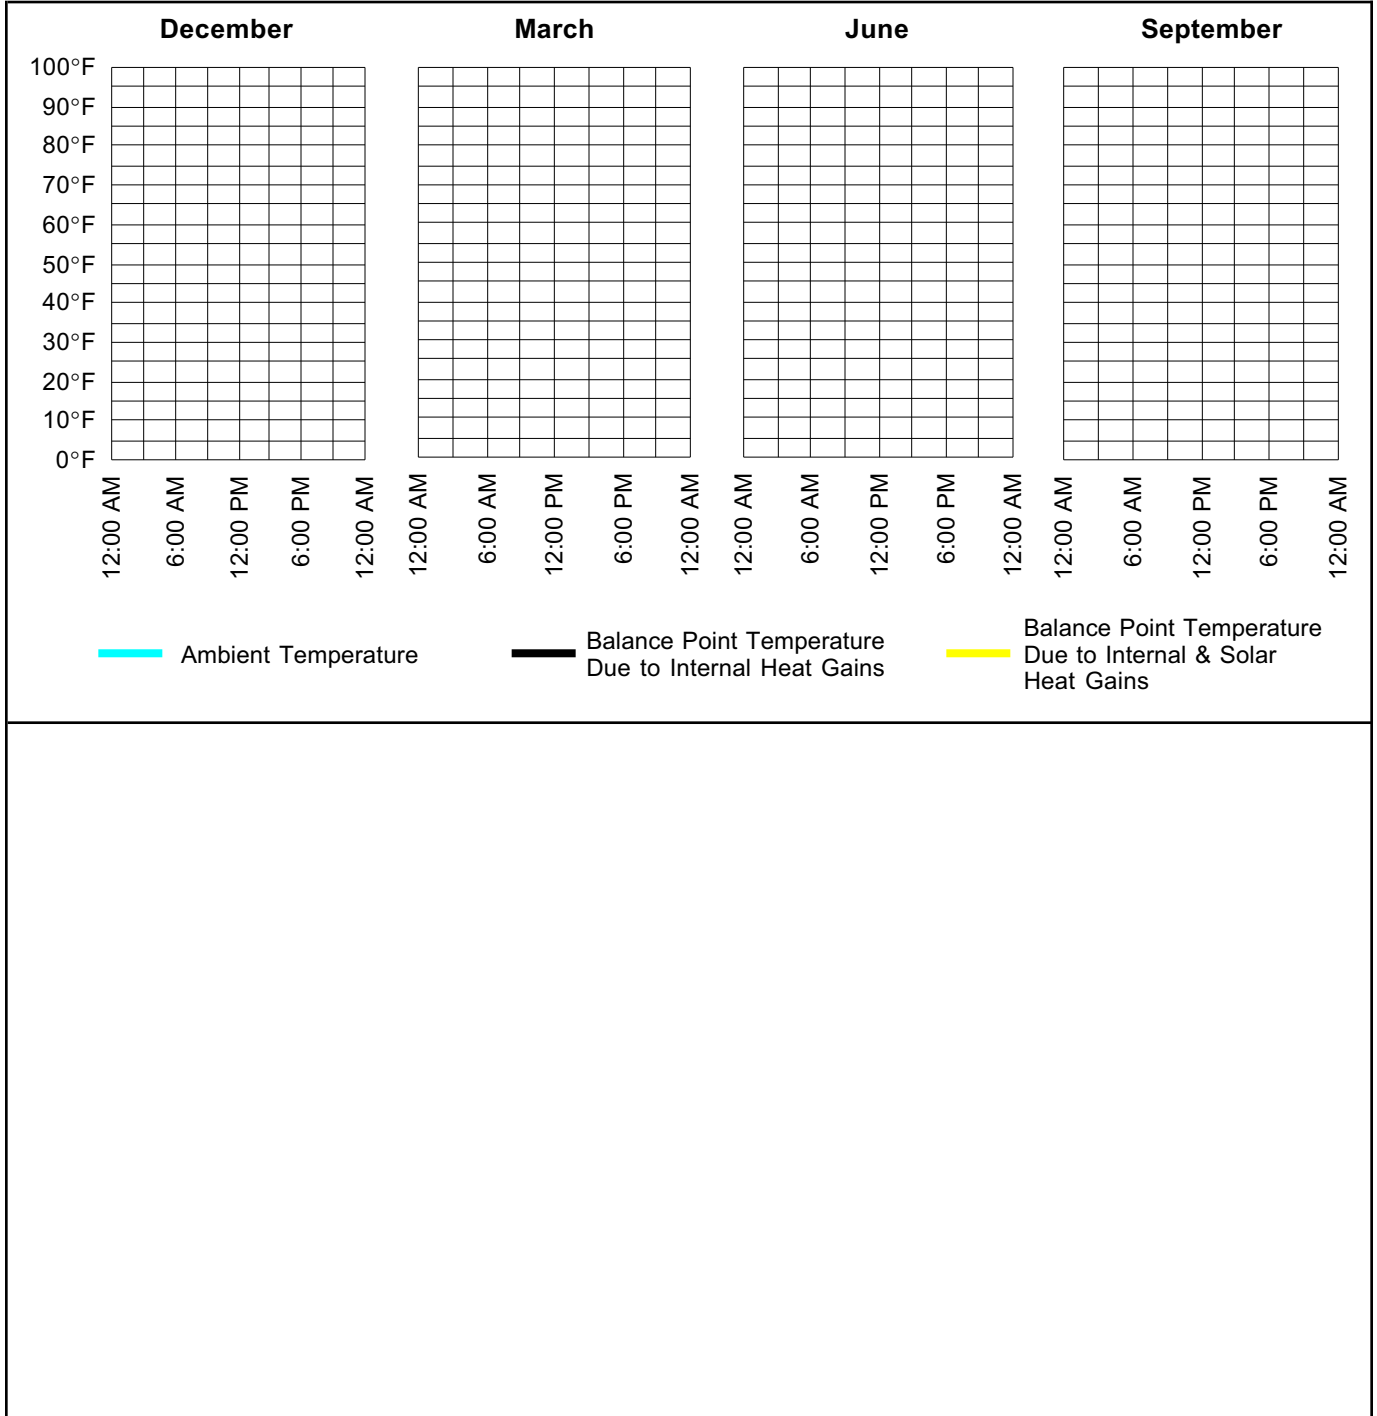 December March June September
100°F
90°F
80°F
70°F
60°F
50°F
40°F
30°F
20°F
10°F
0°F
12:00 AM 6:00 AM 12:00 PM 6:00 PM 12:00 AM 12:00 AM 6:00 AM 12:00 PM 6:00 PM 12:00 AM 12:00 AM 6:00 AM 12:00 PM 6:00 PM 12:00 AM 12:00 AM 6:00 AM 12:00 PM 6:00 PM 12:00 AM
Ambient Temperature
Balance Point Temperature
Due to Internal Heat Gains
Balance Point Temperature
Due to Internal & Solar
Heat Gains